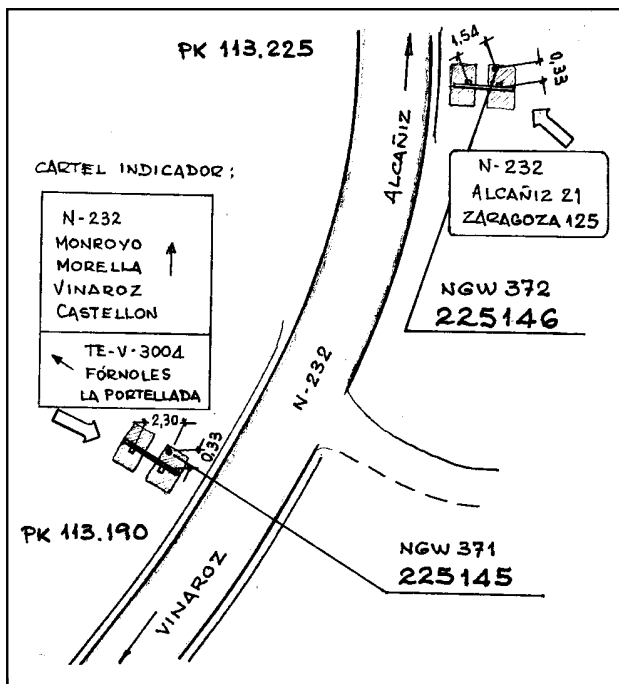 PK 113.225
1,54
0,33
ALCAÑIZ
N-232
ALCAÑIZ 21
ZARAGOZA 125
CARTEL INDICADOR:
N-232
MONROYO
MORELLA
VINAROZ
CASTELLON
TE-V-3004
FÓRNOLES
LA PORTELLADA
NGW 372
225146
N-232
2,30
0,33
PK 113.190
VINAROZ
NGW 371
225145